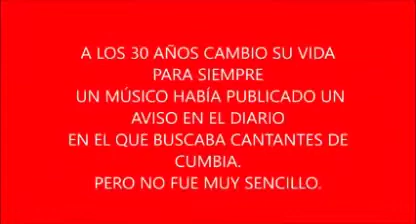 A LOS 30 AÑOS CAMBIO SU VIDA
PARA SIEMPRE
UN MÚSICO HABÍA PUBLICADO UN
AVISO EN EL DIARIO
EN EL QUE BUSCABA CANTANTES DE
CUMBIA.
PERO NO FUE MUY SENCILLO.